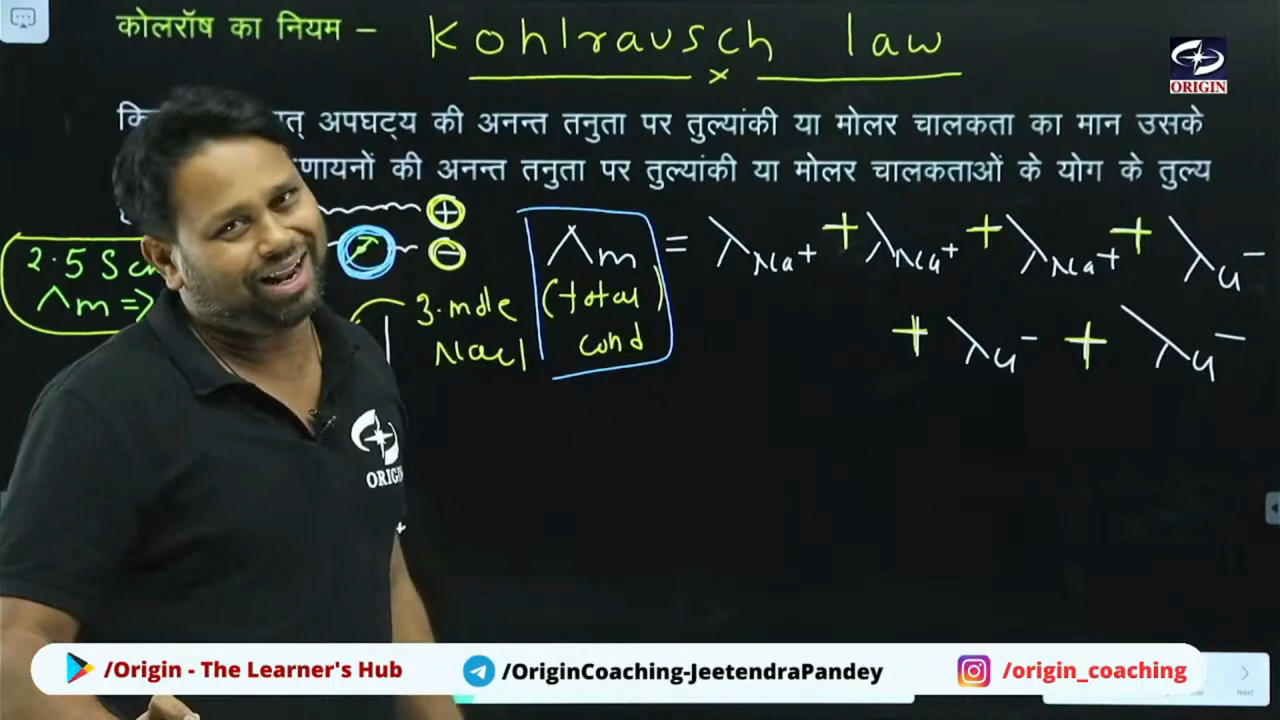 कोलरॉष का नियम – Kohlrausch law
ORIGIN
अपघट्य की अनन्त तनुता पर तुल्यांकी या मोलर चालकता का मान उसके
की अनन्त तनुता पर तुल्यांकी या मोलर चालकताओं के योग के तुल्य
⊕
2.5 S
⊖
Λm =>
3.mole
NaCl
Λm = λNa+ + λNa+ + λNa+ + λCl–
(total
cond
+ λCl– + λCl–
ORIGIN
/Origin - The Learner's Hub
/OriginCoaching-JeetendraPandey
/origin_coaching
Next